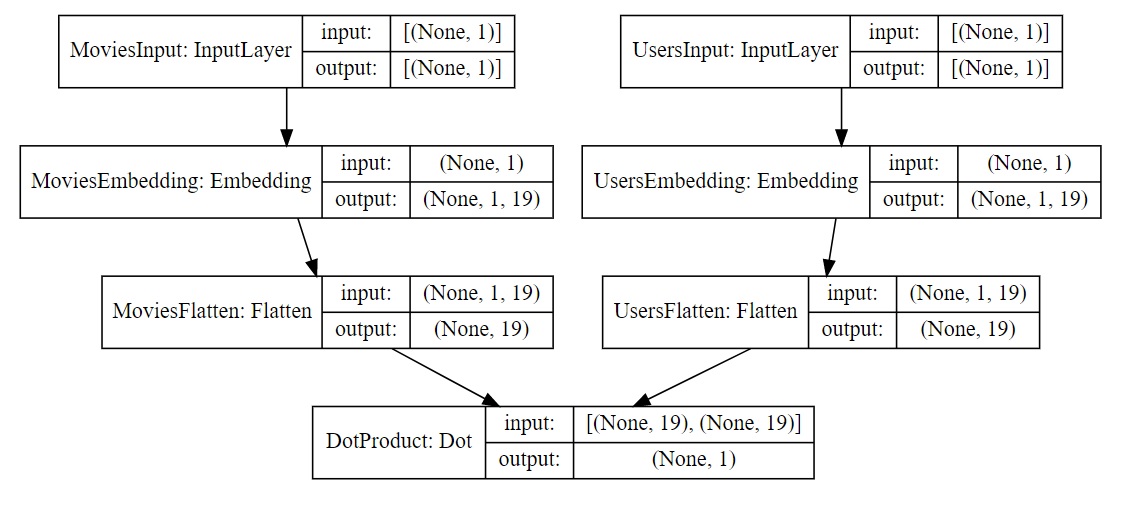 MoviesInput: InputLayer
input:
[(None, 1)]
output:
[(None, 1)]
UsersInput: InputLayer
input:
[(None, 1)]
output:
[(None, 1)]
MoviesEmbedding: Embedding
input:
(None, 1)
output:
(None, 1, 19)
UsersEmbedding: Embedding
input:
(None, 1)
output:
(None, 1, 19)
MoviesFlatten: Flatten
input:
(None, 1, 19)
output:
(None, 19)
UsersFlatten: Flatten
input:
(None, 1, 19)
output:
(None, 19)
DotProduct: Dot
input:
[(None, 19), (None, 19)]
output:
(None, 1)